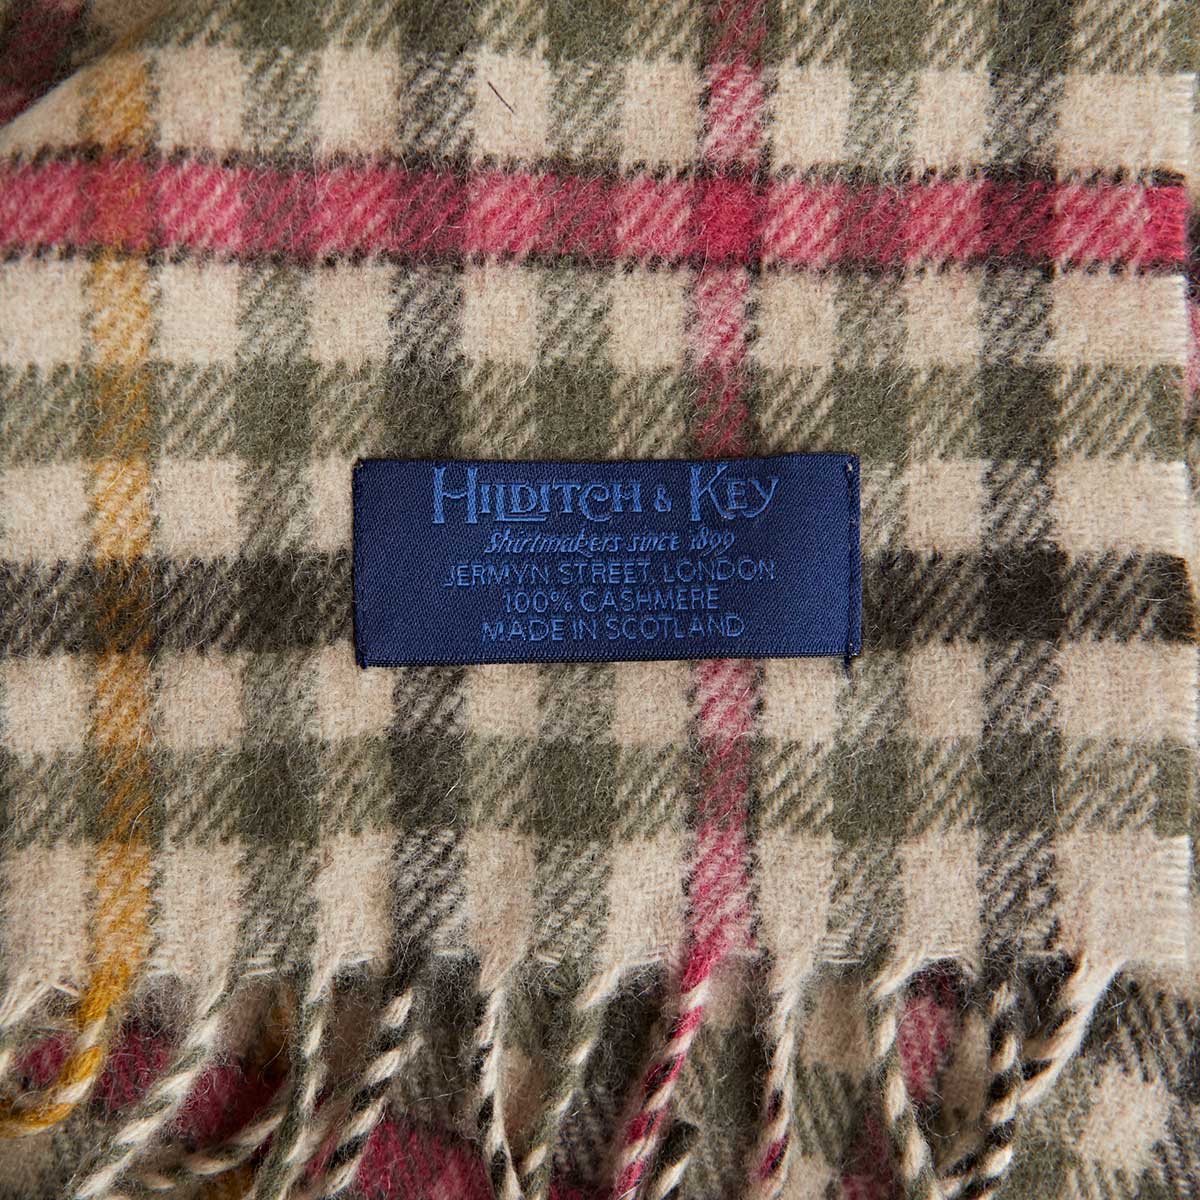 HILDITCH & KEY
Shirtmakers since 1899
JERMYN STREET, LONDON
100% CASHMERE
MADE IN SCOTLAND